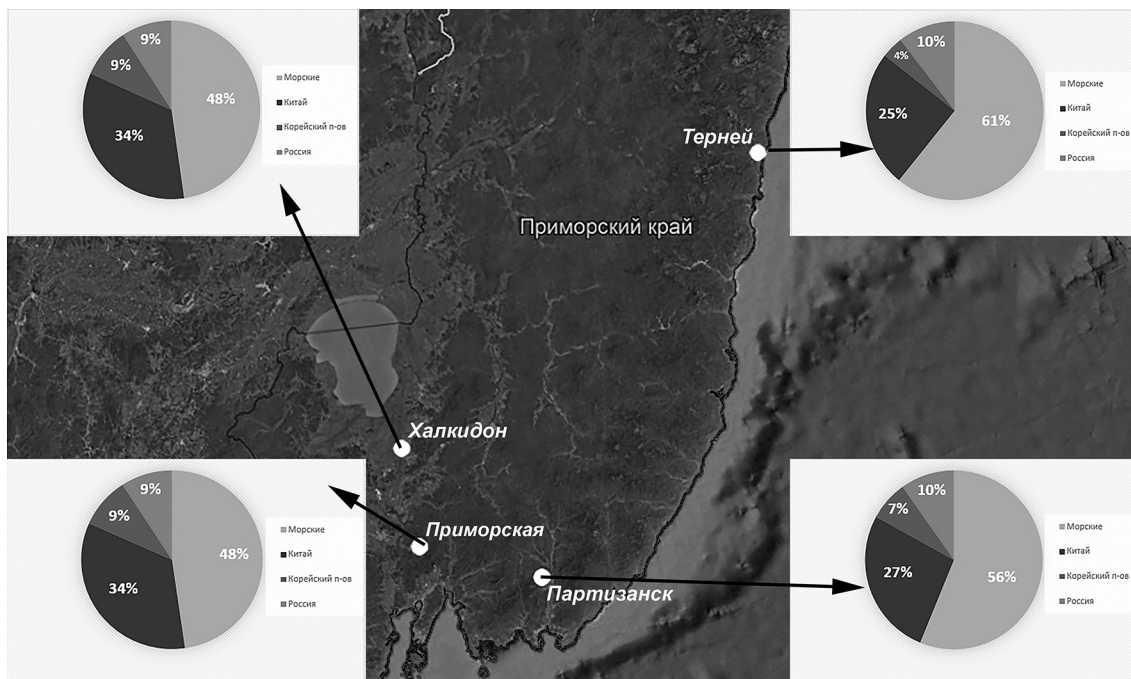 9%
9%
48%
34%
Морские
Китай
Корейский п-ов
Россия
10%
4%
25%
61%
Морские
Китай
Корейский п-ов
Россия
Терней
Приморский край
Халкидон
Приморская
Партизанск
9%
9%
48%
34%
Морские
Китай
Корейский п-ов
Россия
10%
7%
27%
56%
Морские
Китай
Корейский п-ов
Россия